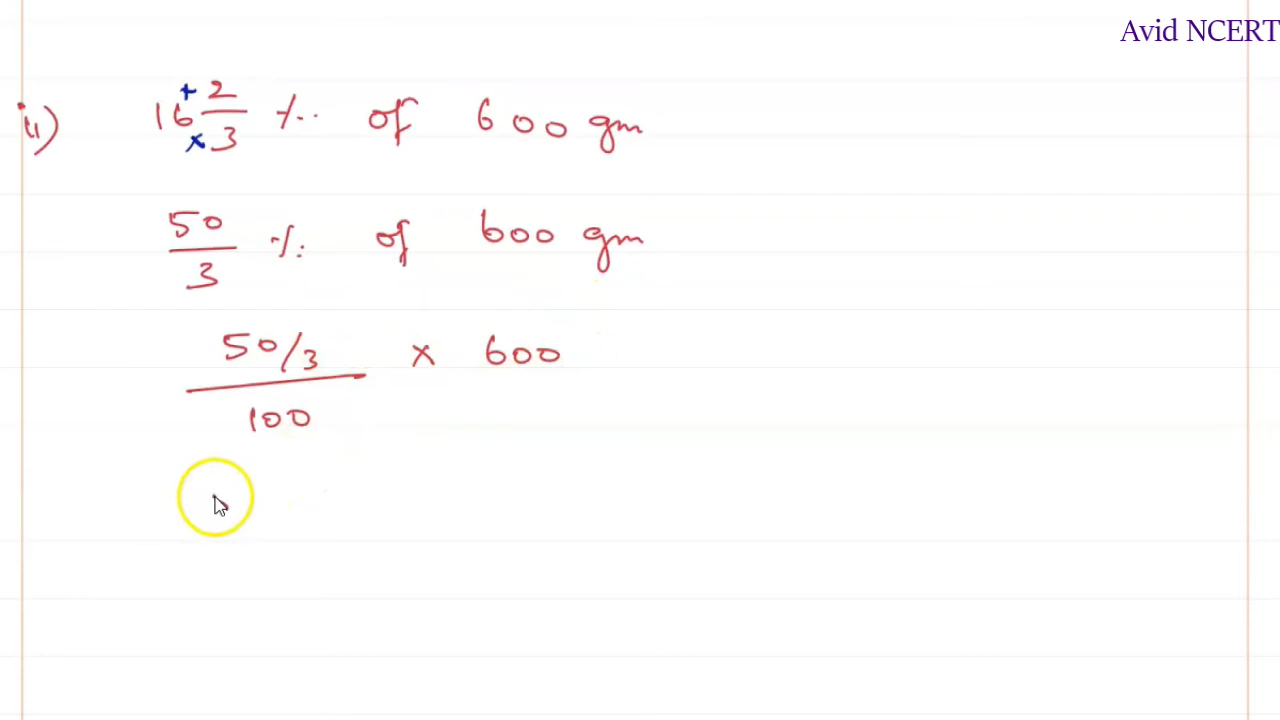 Avid NCERT
ii) 16 + 2/× 3 % of 600 gm
50/3 % of 600 gm
50/3 / 100 × 600